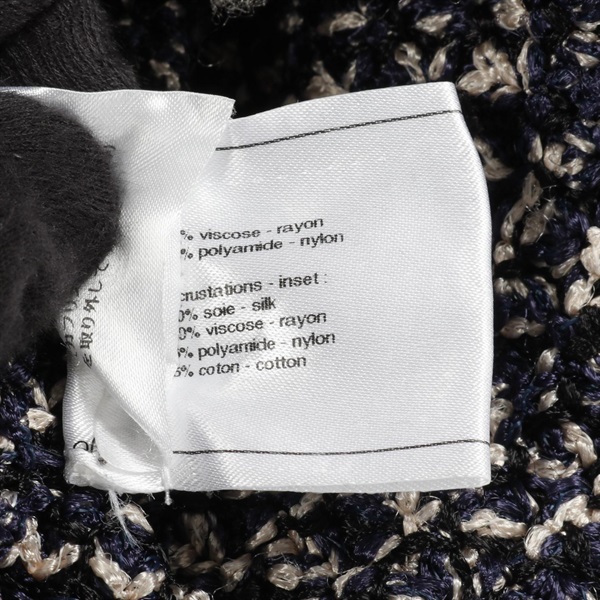 % viscose - rayon
% polyamide - nylon
crustations - inset :
0% soie - silk
0% viscose - rayon
% polyamide - nylon
5% coton - cotton